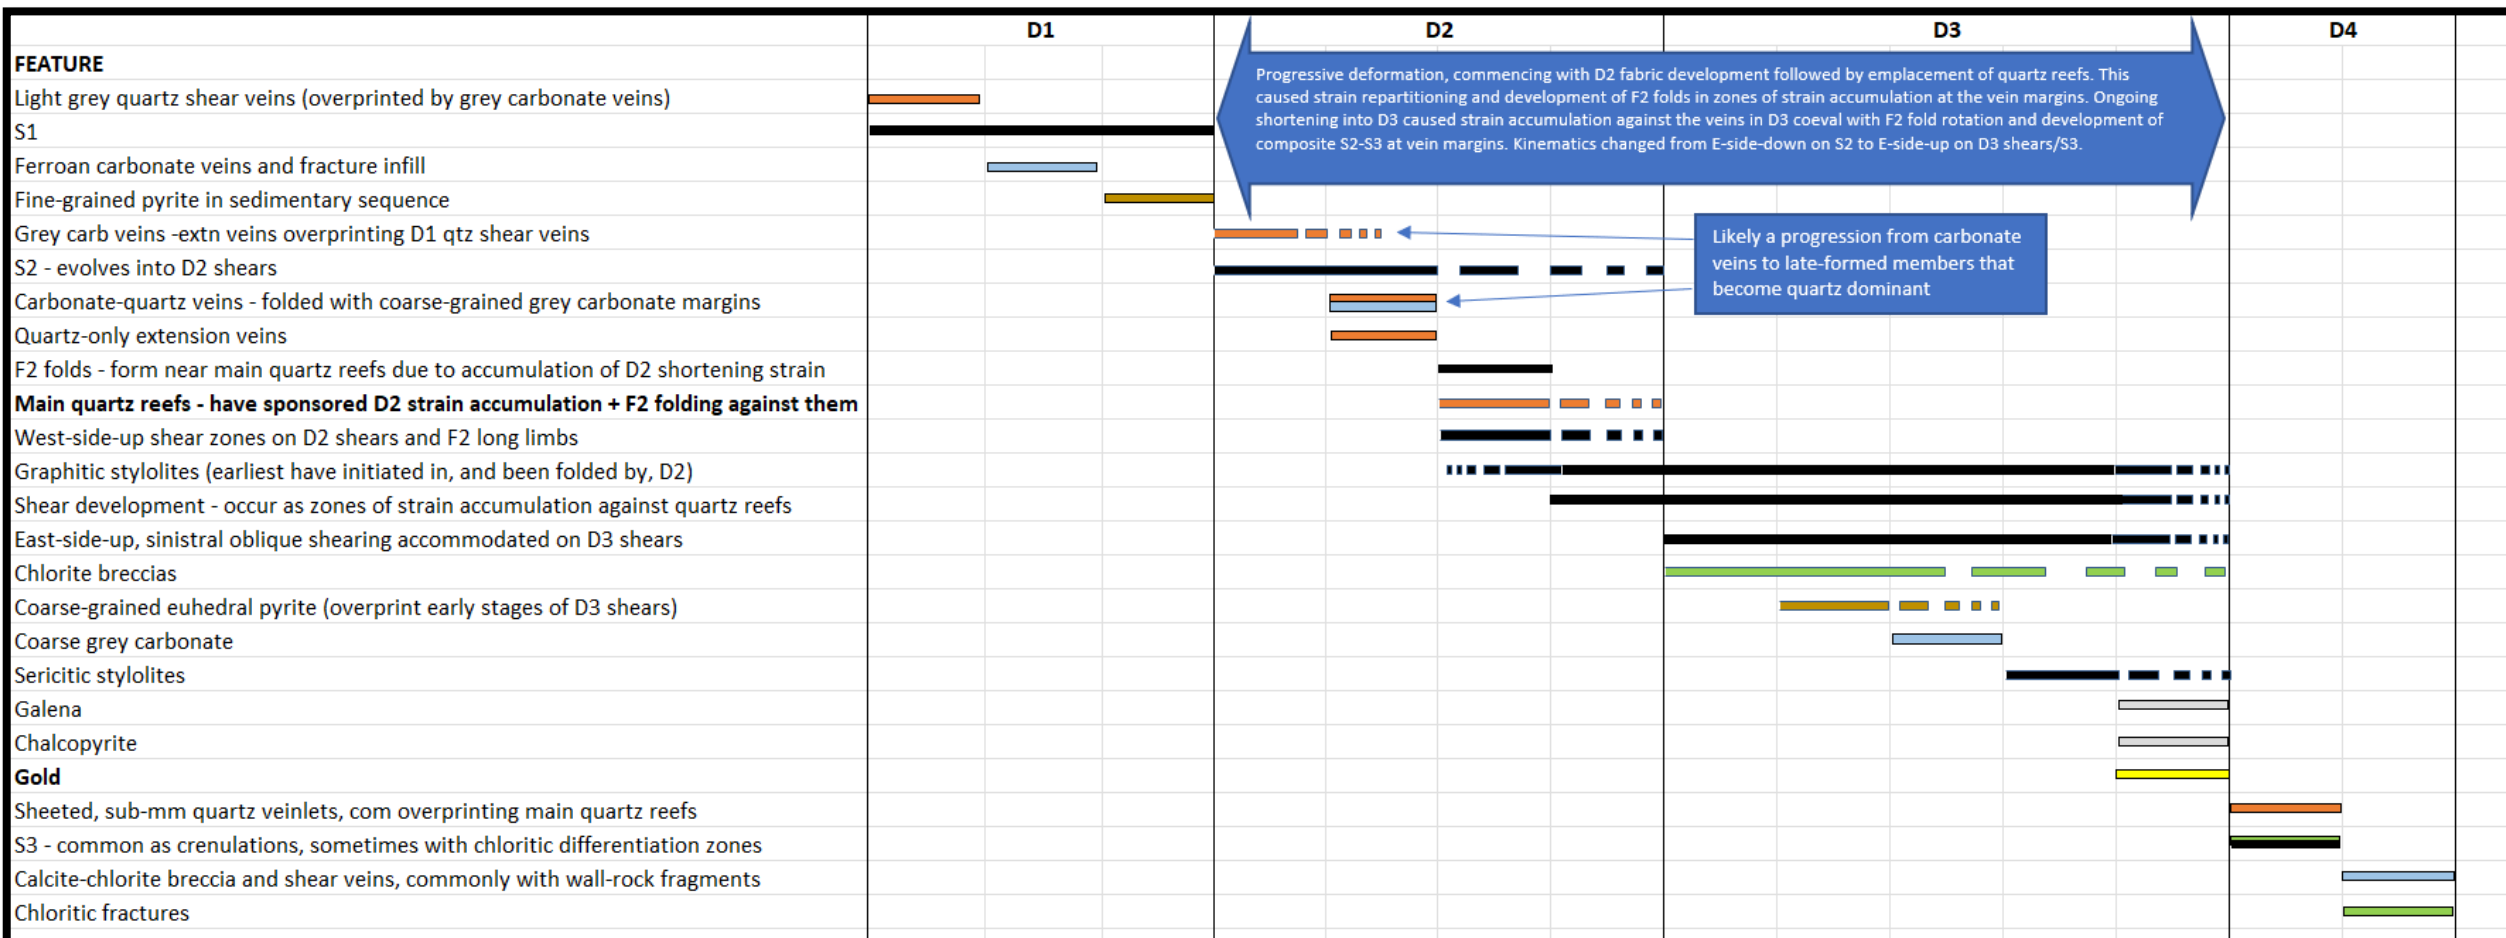 D1 D2 D3 D4
FEATURE
Progressive deformation, commencing with D2 fabric development followed by emplacement of quartz reefs. This
caused strain repartitioning and development of F2 folds in zones of strain accumulation at the vein margins. Ongoing
shortening into D3 caused strain accumulation against the veins in D3 coeval with F2 fold rotation and development of
composite S2-S3 at vein margins. Kinematics changed from E-side-down on S2 to E-side-up on D3 shears/S3.
Light grey quartz shear veins (overprinted by grey carbonate veins)
S1
Ferroan carbonate veins and fracture infill
Fine-grained pyrite in sedimentary sequence
Grey carb veins -extn veins overprinting D1 qtz shear veins
Likely a progression from carbonate
veins to late-formed members that
become quartz dominant
S2 - evolves into D2 shears
Carbonate-quartz veins - folded with coarse-grained grey carbonate margins
Quartz-only extension veins
F2 folds - form near main quartz reefs due to accumulation of D2 shortening strain
Main quartz reefs - have sponsored D2 strain accumulation + F2 folding against them
West-side-up shear zones on D2 shears and F2 long limbs
Graphitic stylolites (earliest have initiated in, and been folded by, D2)
Shear development - occur as zones of strain accumulation against quartz reefs
East-side-up, sinistral oblique shearing accommodated on D3 shears
Chlorite breccias
Coarse-grained euhedral pyrite (overprint early stages of D3 shears)
Coarse grey carbonate
Sericitic stylolites
Galena
Chalcopyrite
Gold
Sheeted, sub-mm quartz veinlets, com overprinting main quartz reefs
S3 - common as crenulations, sometimes with chloritic differentiation zones
Calcite-chlorite breccia and shear veins, commonly with wall-rock fragments
Chloritic fractures